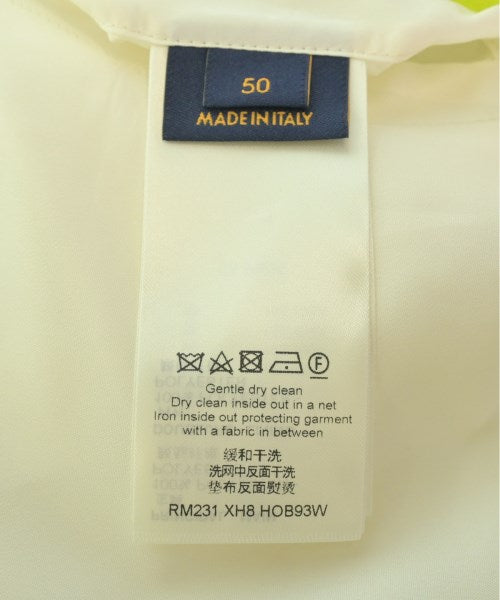 50
MADE IN ITALY
F
Gentle dry clean
Dry clean inside out in a net
Iron inside out protecting garment
with a fabric in between
缓和干洗
洗网中反面干洗
垫布反面熨烫
RM231 XH8 HOB93W